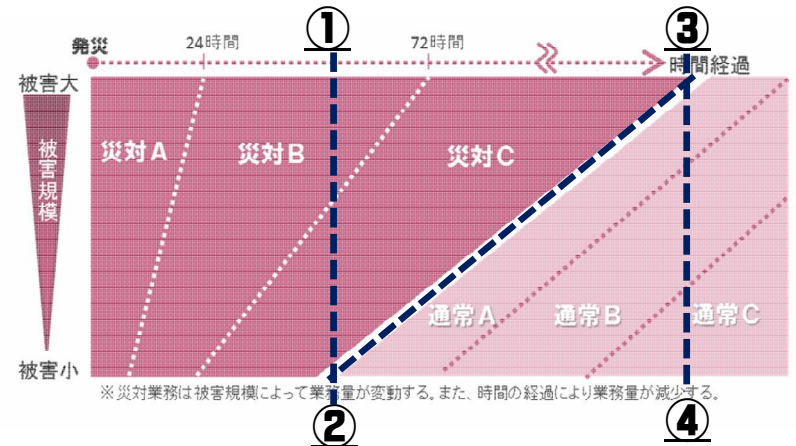 ①
③
発災
24時間
72時間
時間経過
被害大
被害規模
災対A
災対B
災対C
通常A
通常B
通常C
被害小
※災対業務は被害規模によって業務量が変動する。また、時間の経過により業務量が減少する。
②
④